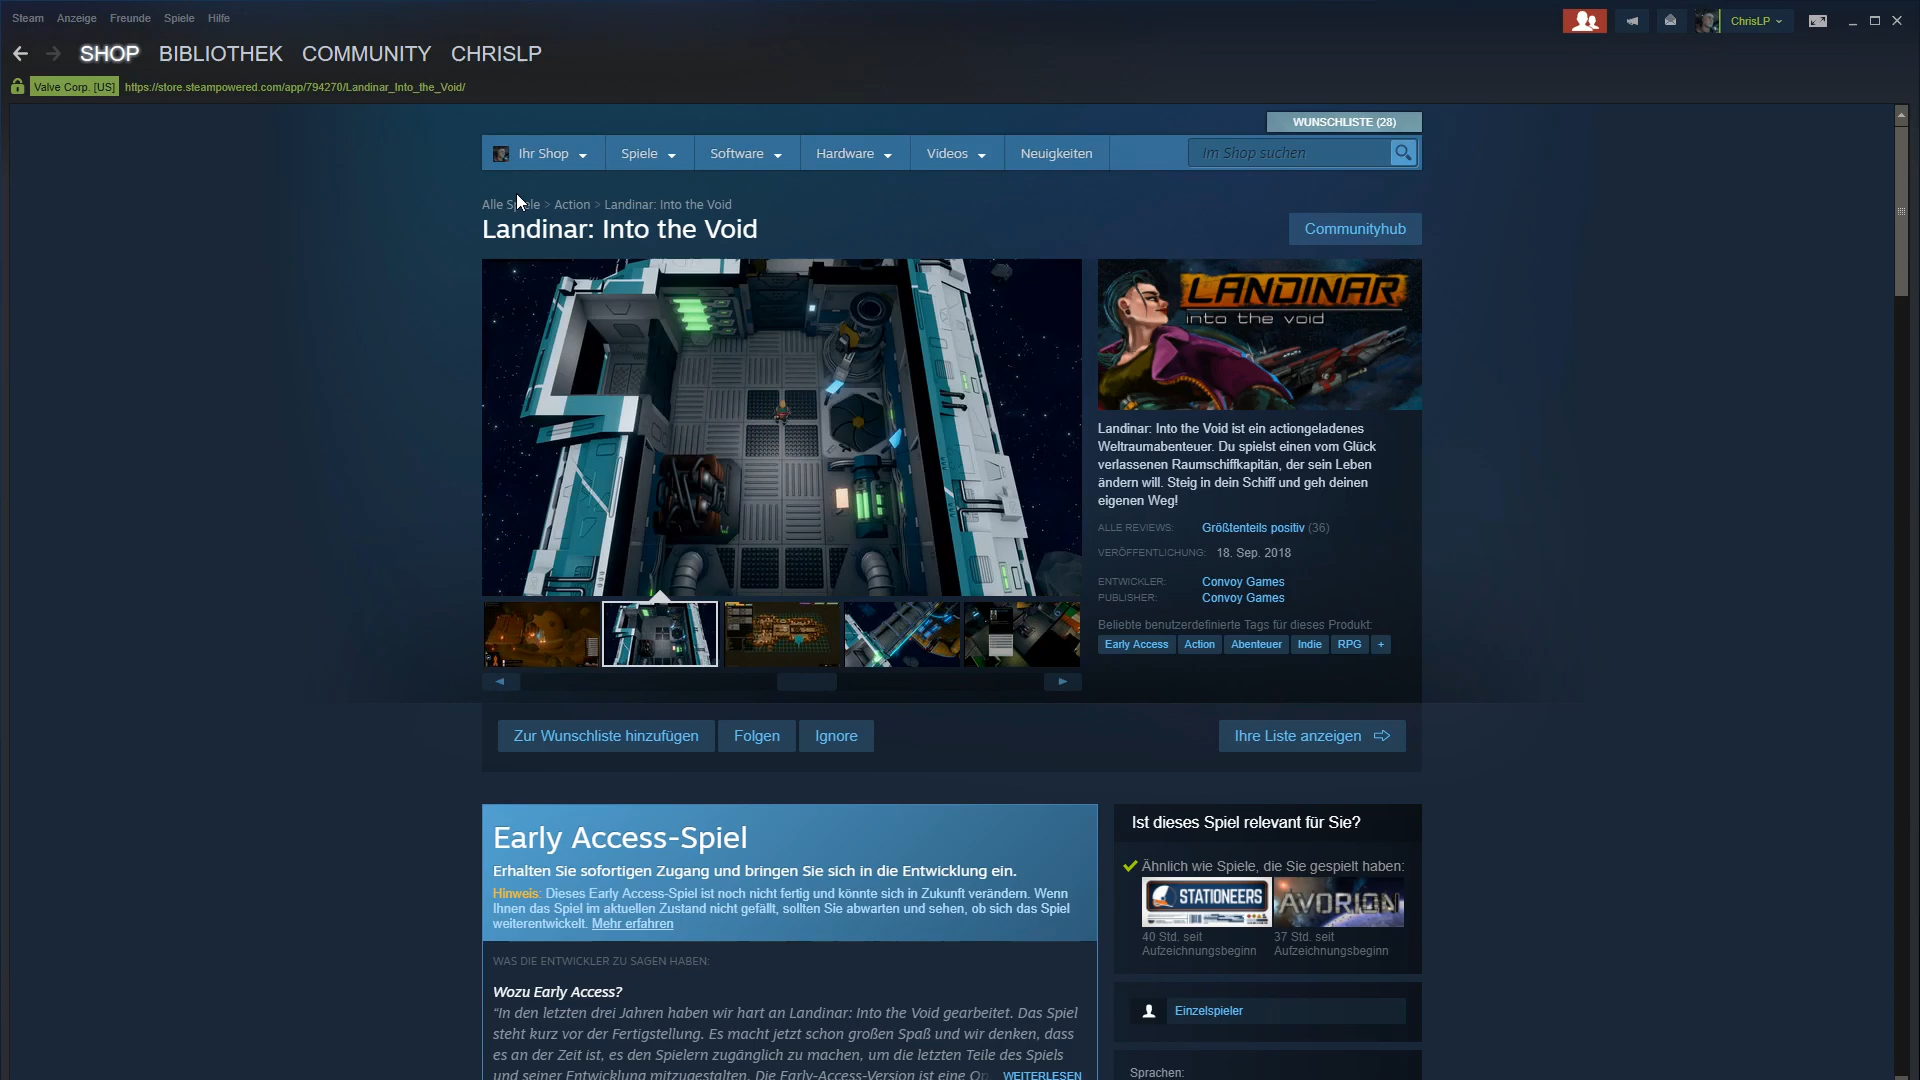 Steam Anzeige Freunde Spiele Hilfe
ChrisLP
SHOP BIBLIOTHEK COMMUNITY CHRISLP
Valve Corp. [US] https://store.steampowered.com/app/794270/Landinar_Into_the_Void/
WUNSCHLISTE (28)
Ihr Shop Spiele Software Hardware Videos Neuigkeiten Im Shop suchen
Alle Spiele > Action > Landinar: Into the Void
Landinar: Into the Void
Communityhub
LANDINAR
into the void
Landinar: Into the Void ist ein actiongeladenes
Weltraumabenteuer. Du spielst einen vom Glück
verlassenen Raumschiffkapitän, der sein Leben
ändern will. Steig in dein Schiff und geh deinen
eigenen Weg!
ALLE REVIEWS: Größtenteils positiv (36)
VERÖFFENTLICHUNG: 18. Sep. 2018
ENTWICKLER: Convoy Games
PUBLISHER: Convoy Games
Beliebte benutzerdefinierte Tags für dieses Produkt:
Early Access Action Abenteuer Indie RPG +
Zur Wunschliste hinzufügen Folgen Ignore Ihre Liste anzeigen
Early Access-Spiel
Erhalten Sie sofortigen Zugang und bringen Sie sich in die Entwicklung ein.
Hinweis: Dieses Early Access-Spiel ist noch nicht fertig und könnte sich in Zukunft verändern. Wenn
Ihnen das Spiel im aktuellen Zustand nicht gefällt, sollten Sie abwarten und sehen, ob sich das Spiel
weiterentwickelt. Mehr erfahren
WAS DIE ENTWICKLER ZU SAGEN HABEN:
Wozu Early Access?
“In den letzten drei Jahren haben wir hart an Landinar: Into the Void gearbeitet. Das Spiel
steht kurz vor der Fertigstellung. Es macht jetzt schon großen Spaß und wir denken, dass
es an der Zeit ist, es den Spielern zugänglich zu machen, um die letzten Teile des Spiels
und seiner Entwicklung mitzugestalten. Die Early-Access-Version ist eine Op WEITERLESEN
Ist dieses Spiel relevant für Sie?
Ähnlich wie Spiele, die Sie gespielt haben:
STATIONEERS AVORION
40 Std. seit 37 Std. seit
Aufzeichnungsbeginn Aufzeichnungsbeginn
Einzelspieler
Sprachen: